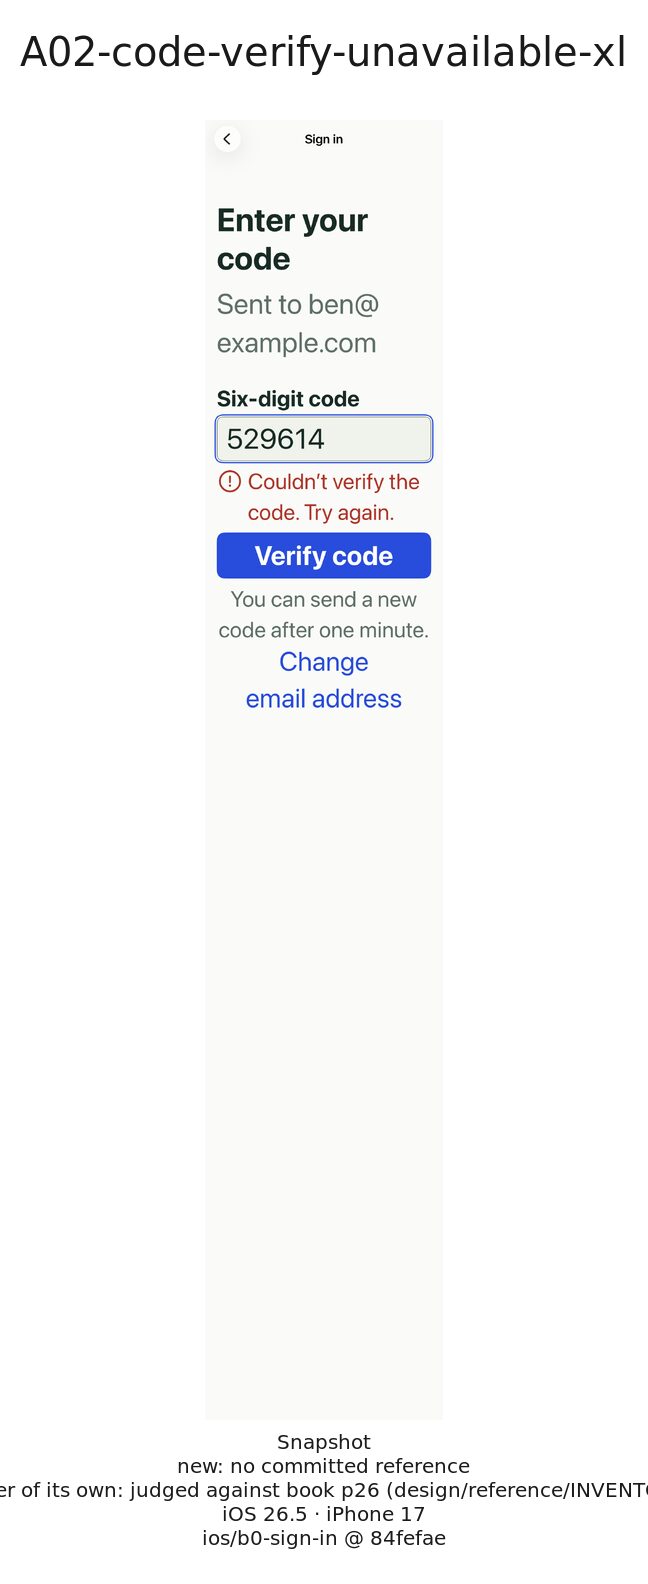 A02-code-verify-unavailable-xl
Sign in
Enter your
code
Sent to ben@
example.com
Six-digit code
529614
Couldn’t verify the
code. Try again.
Verify code
You can send a new
code after one minute.
Change
email address
Snapshot
new: no committed reference
of its own: judged against book p26 (design/reference/
iOS 26.5 · iPhone 17
ios/b0-sign-in @ 84fefae